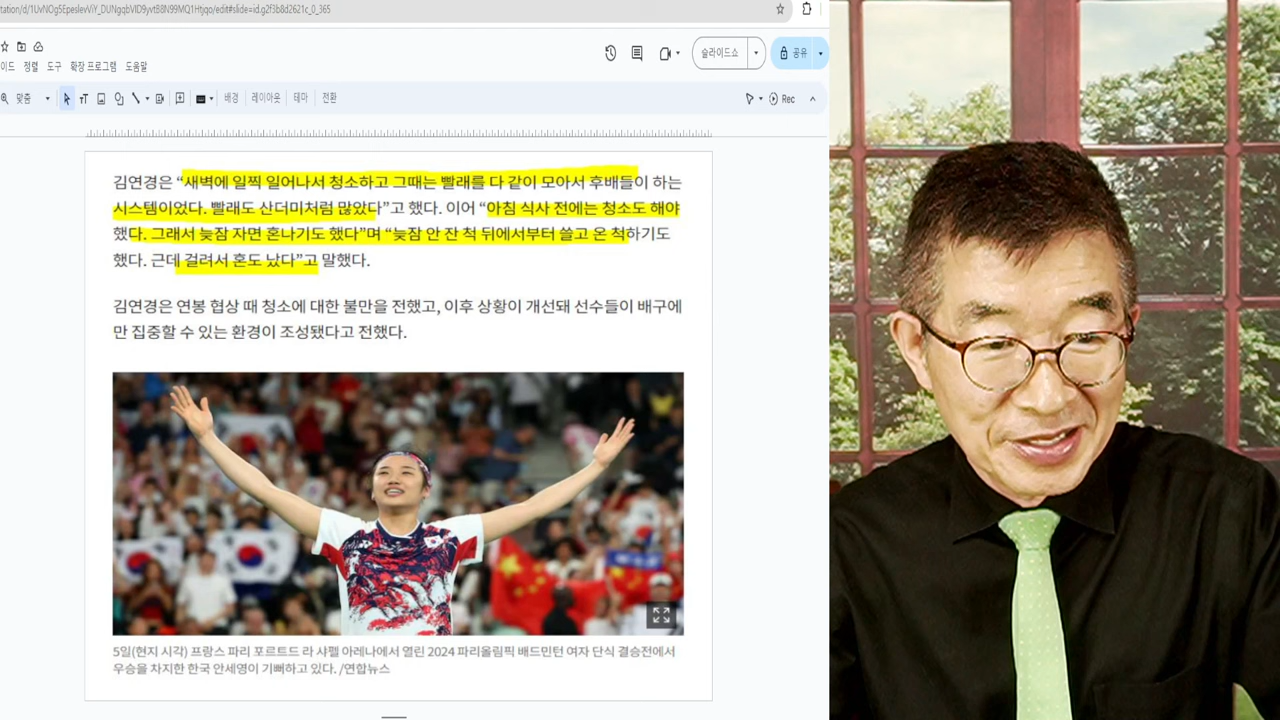 tation/d/1UvNOg5EpeslevViY_DUNgqbVID9yvtB8N99MQ1Htjqo/edit#slide=id.g2f3b8d2621c_0_365
슬라이드쇼
공유
이드 정렬 도구 확장 프로그램 도움말
맞춤 배경 레이아웃 테마 전환 Rec
김연경은 “새벽에 일찍 일어나서 청소하고 그때는 빨래를 다 같이 모아서 후배들이 하는
시스템이었다. 빨래도 산더미처럼 많았다”고 했다. 이어 “아침 식사 전에는 청소도 해야
했다. 그래서 늦잠 자면 혼나기도 했다”며 “늦잠 안 잔 척 뒤에서부터 쓸고 온 척하기도
했다. 근데 걸려서 혼도 났다”고 말했다.
김연경은 연봉 협상 때 청소에 대한 불만을 전했고, 이후 상황이 개선돼 선수들이 배구에
만 집중할 수 있는 환경이 조성됐다고 전했다.
5일(현지 시각) 프랑스 파리 포르트드 라 샤펠 아레나에서 열린 2024 파리올림픽 배드민턴 여자 단식 결승전에서
우승을 차지한 한국 안세영이 기뻐하고 있다. /연합뉴스